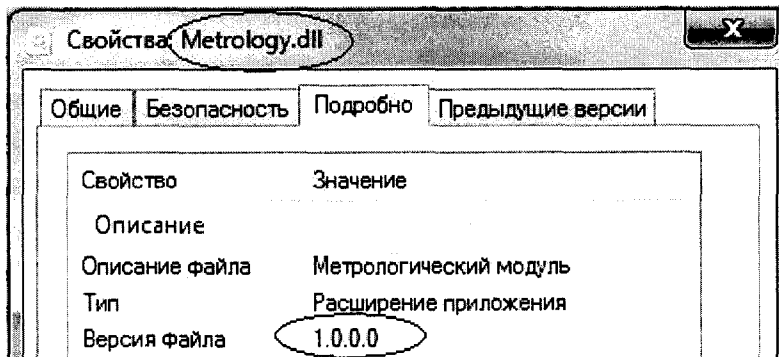 Свойства: Metrology.dll
Общие Безопасность Подробно Предыдущие версии
Свойство Значение
Описание
Описание файла Метрологический модуль
Тип Расширение приложения
Версия файла 1.0.0.0